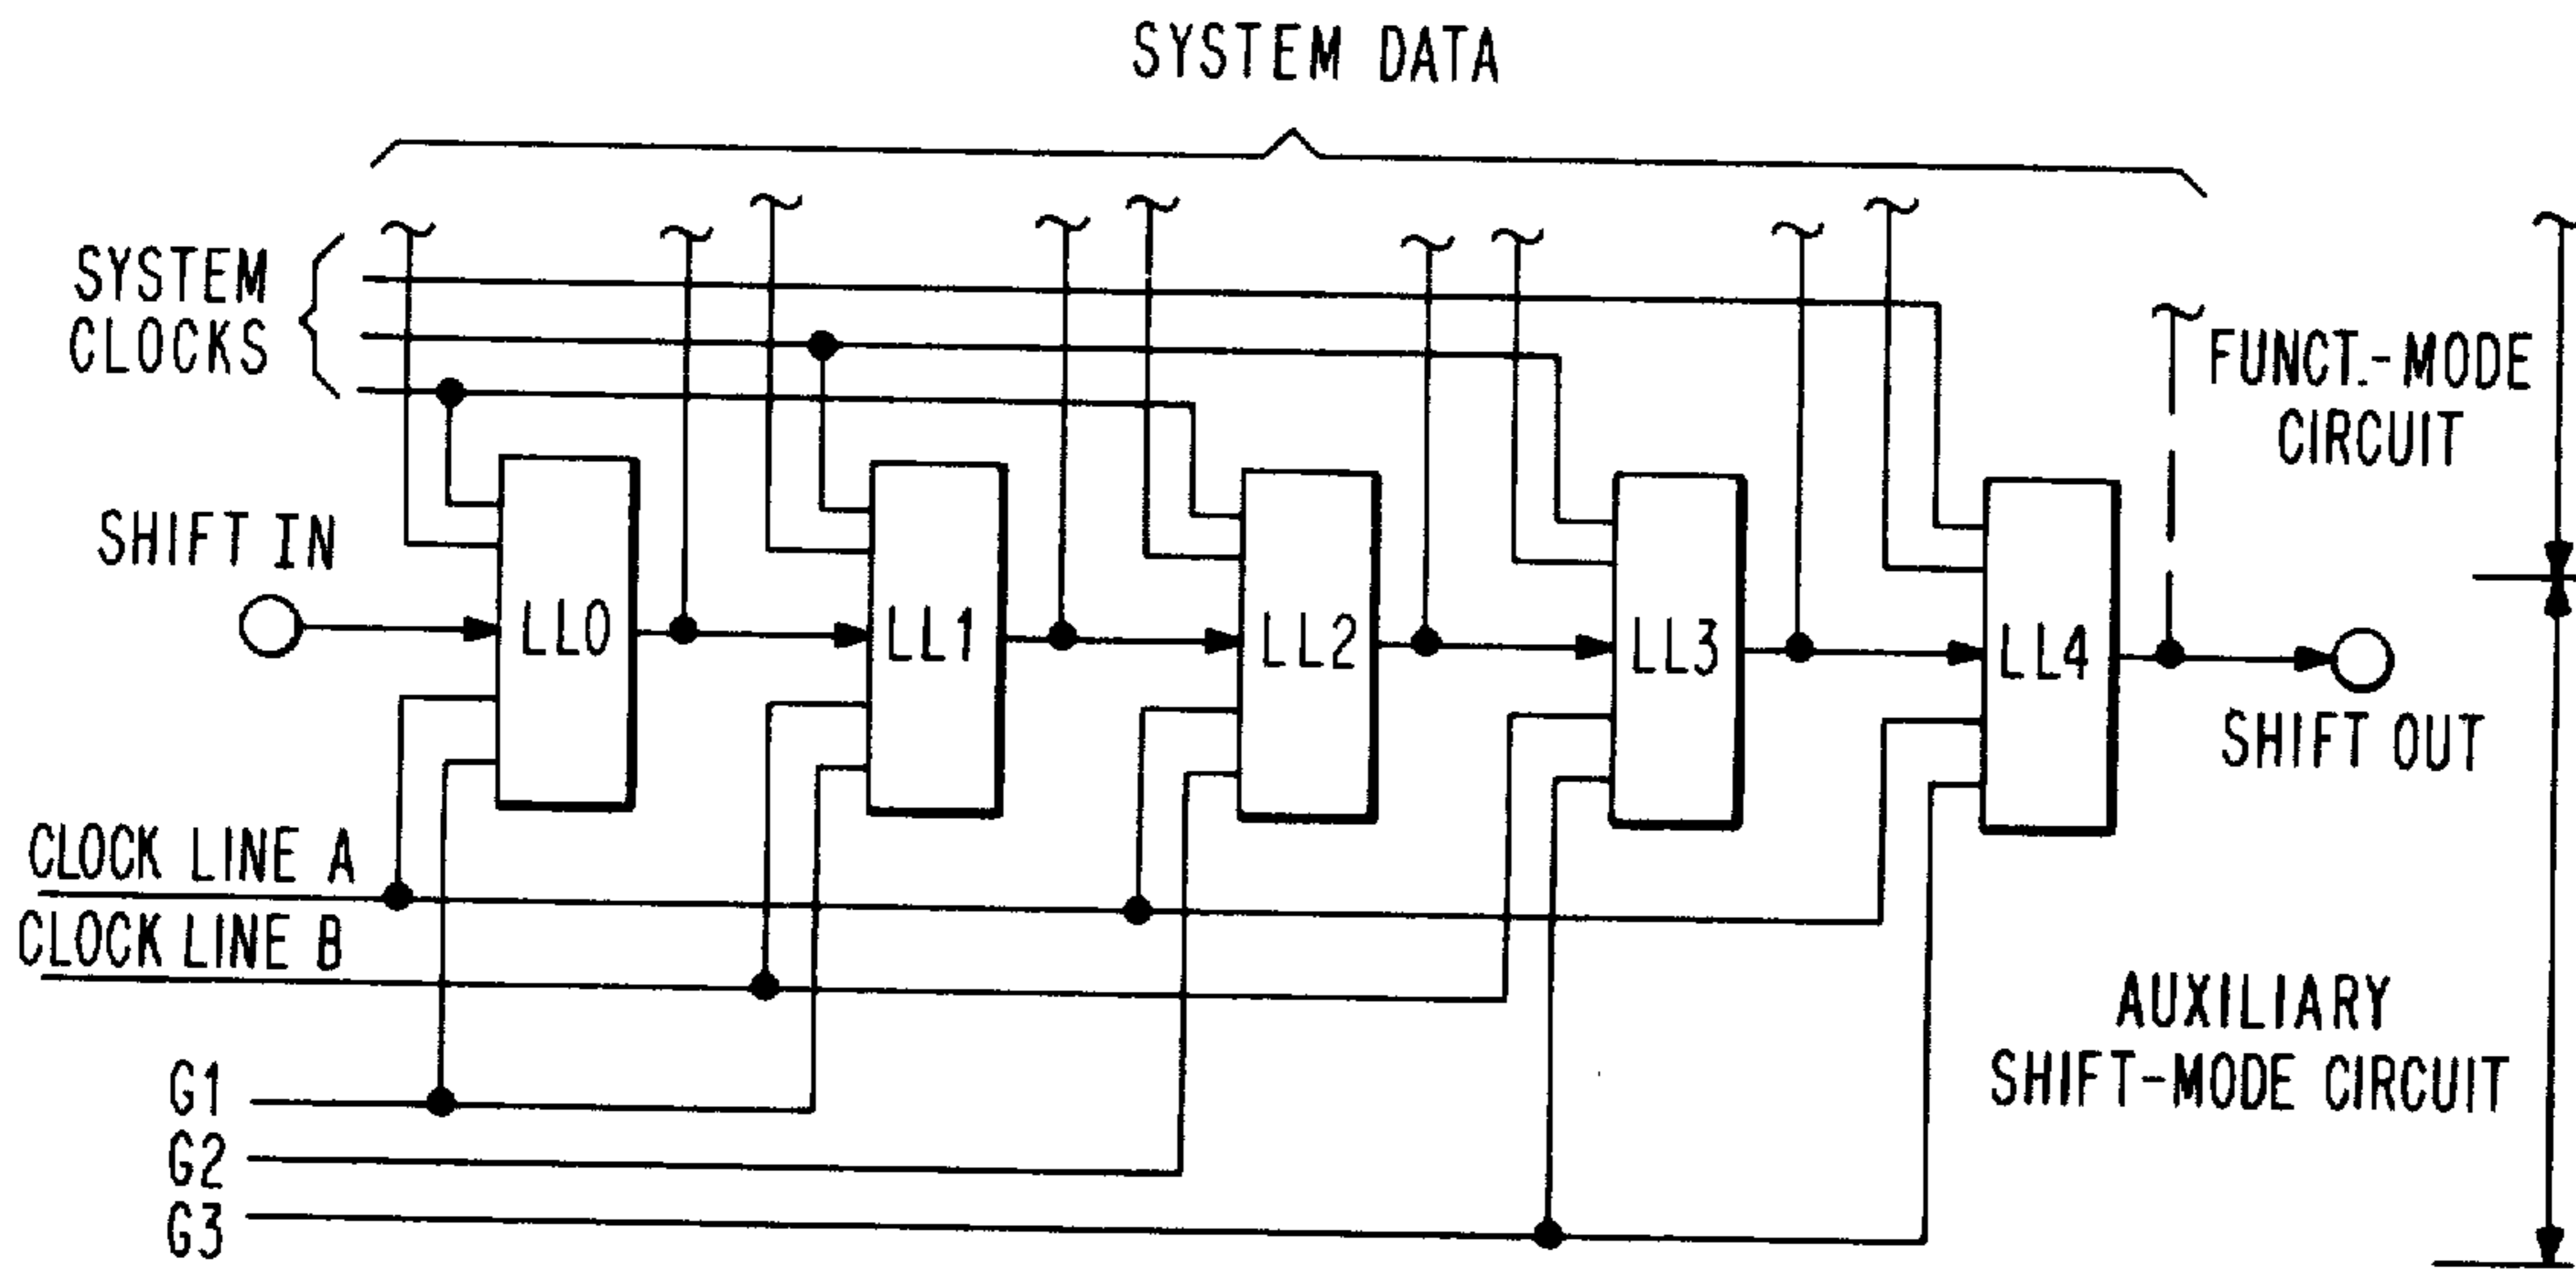 SYSTEM DATA
SYSTEM
CLOCKS
FUNCT.-MODE
CIRCUIT
SHIFT IN
LL0
LL1
LL2
LL3
LL4
SHIFT OUT
CLOCK LINE A
CLOCK LINE B
AUXILIARY
SHIFT-MODE CIRCUIT
G1
G2
G3